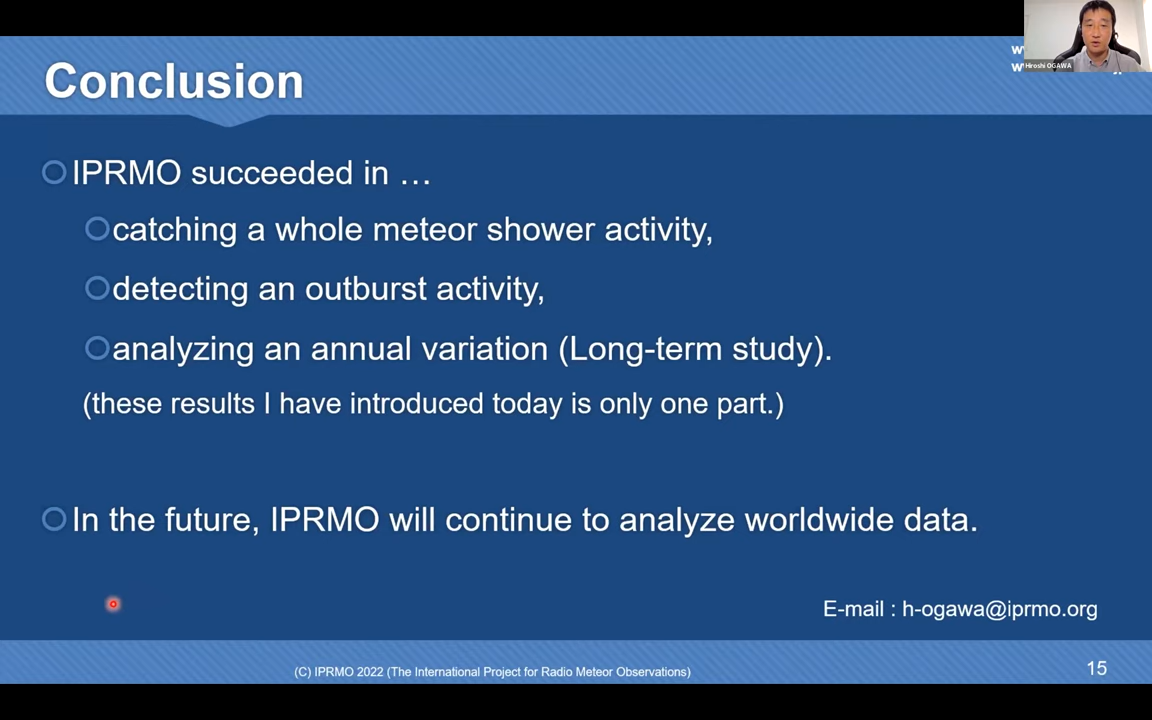 Conclusion
Hiroshi OGAWA
IPRMO succeeded in …
catching a whole meteor shower activity,
detecting an outburst activity,
analyzing an annual variation (Long-term study).
(these results I have introduced today is only one part.)
In the future, IPRMO will continue to analyze worldwide data.
E-mail : h-ogawa@iprmo.org
(C) IPRMO 2022 (The International Project for Radio Meteor Observations)
15